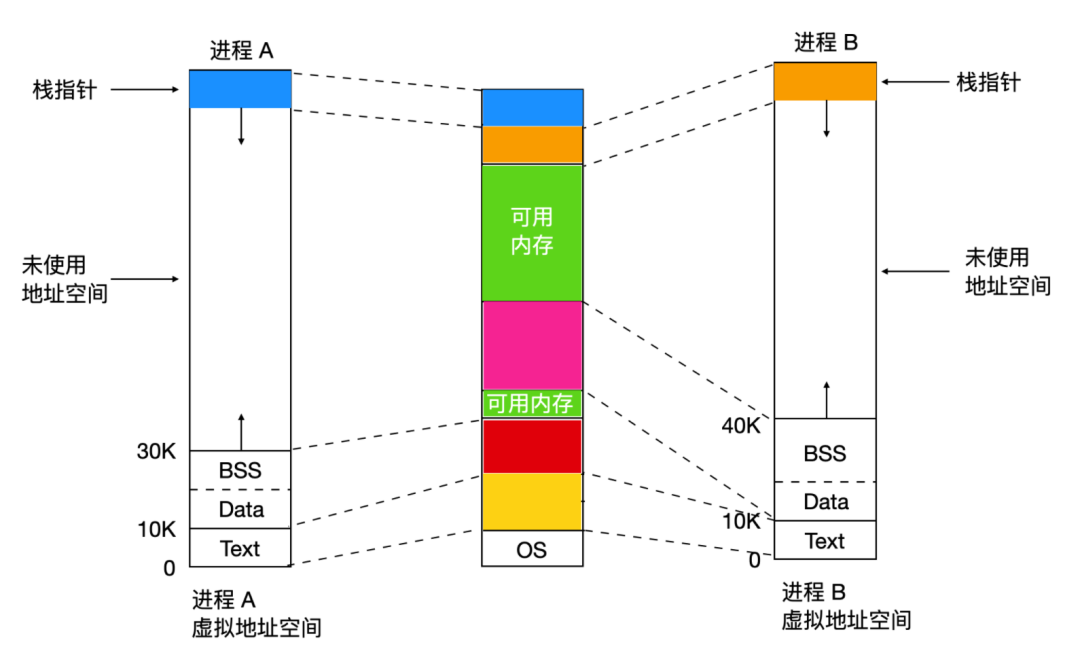 进程 A
进程 B
栈指针
栈指针
可用
内存
未使用
地址空间
未使用
地址空间
可用内存
30K
40K
BSS
BSS
Data
Data
10K
10K
Text
Text
OS
0
0
进程 A
虚拟地址空间
进程 B
虚拟地址空间